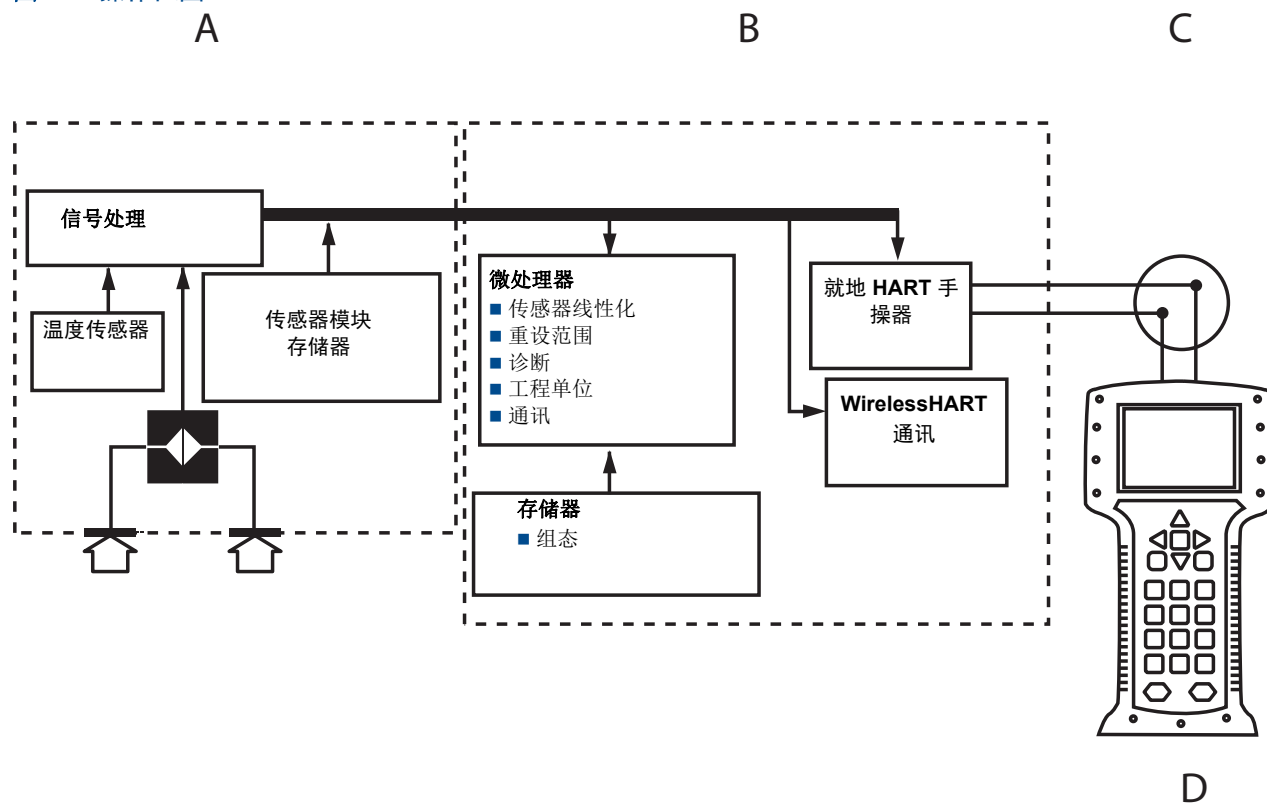 A
B
C
信号处理
温度传感器
传感器模块
存储器
微处理器
■ 传感器线性化
■ 重设范围
■ 诊断
■ 工程单位
■ 通讯
存储器
■ 组态
就地 HART 手
操器
WirelessHART
通讯
D